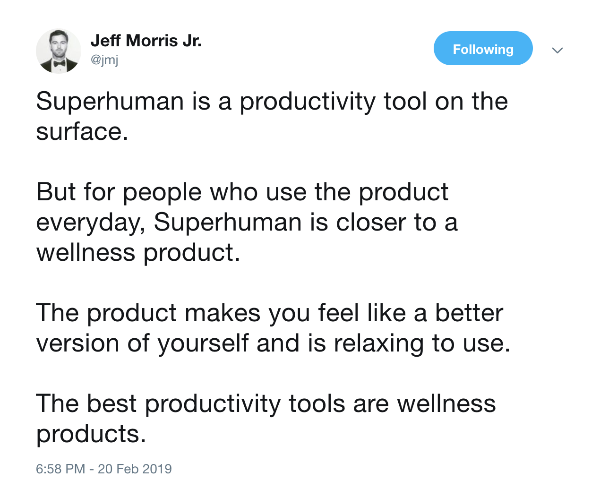 Jeff Morris Jr.
@jmj
Following
Superhuman is a productivity tool on the
surface.
But for people who use the product
everyday, Superhuman is closer to a
wellness product.
The product makes you feel like a better
version of yourself and is relaxing to use.
The best productivity tools are wellness
products.
6:58 PM - 20 Feb 2019